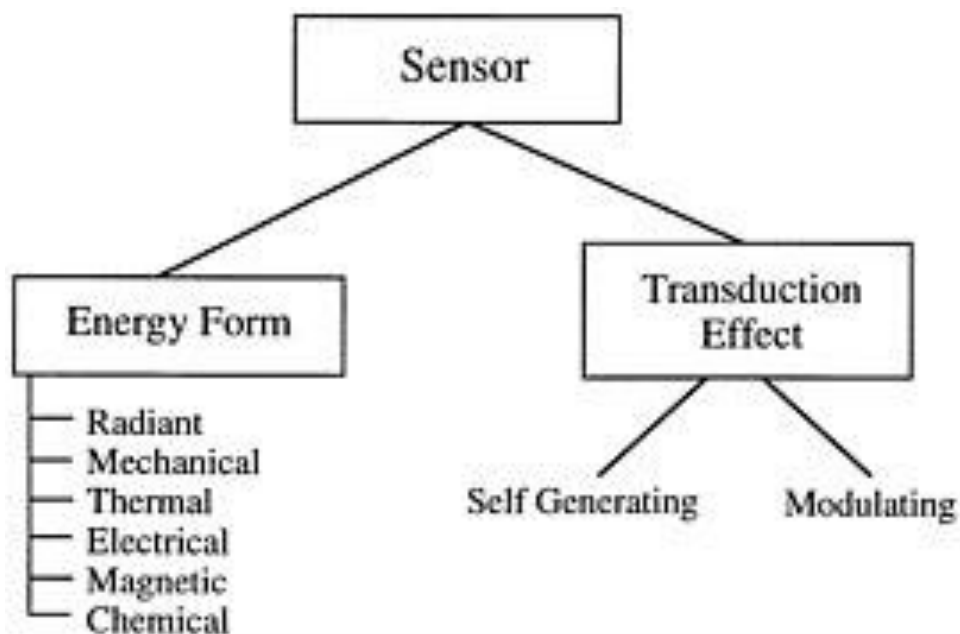 Sensor
Energy Form
Radiant
Mechanical
Thermal
Electrical
Magnetic
Chemical
Transduction
Effect
Self Generating
Modulating